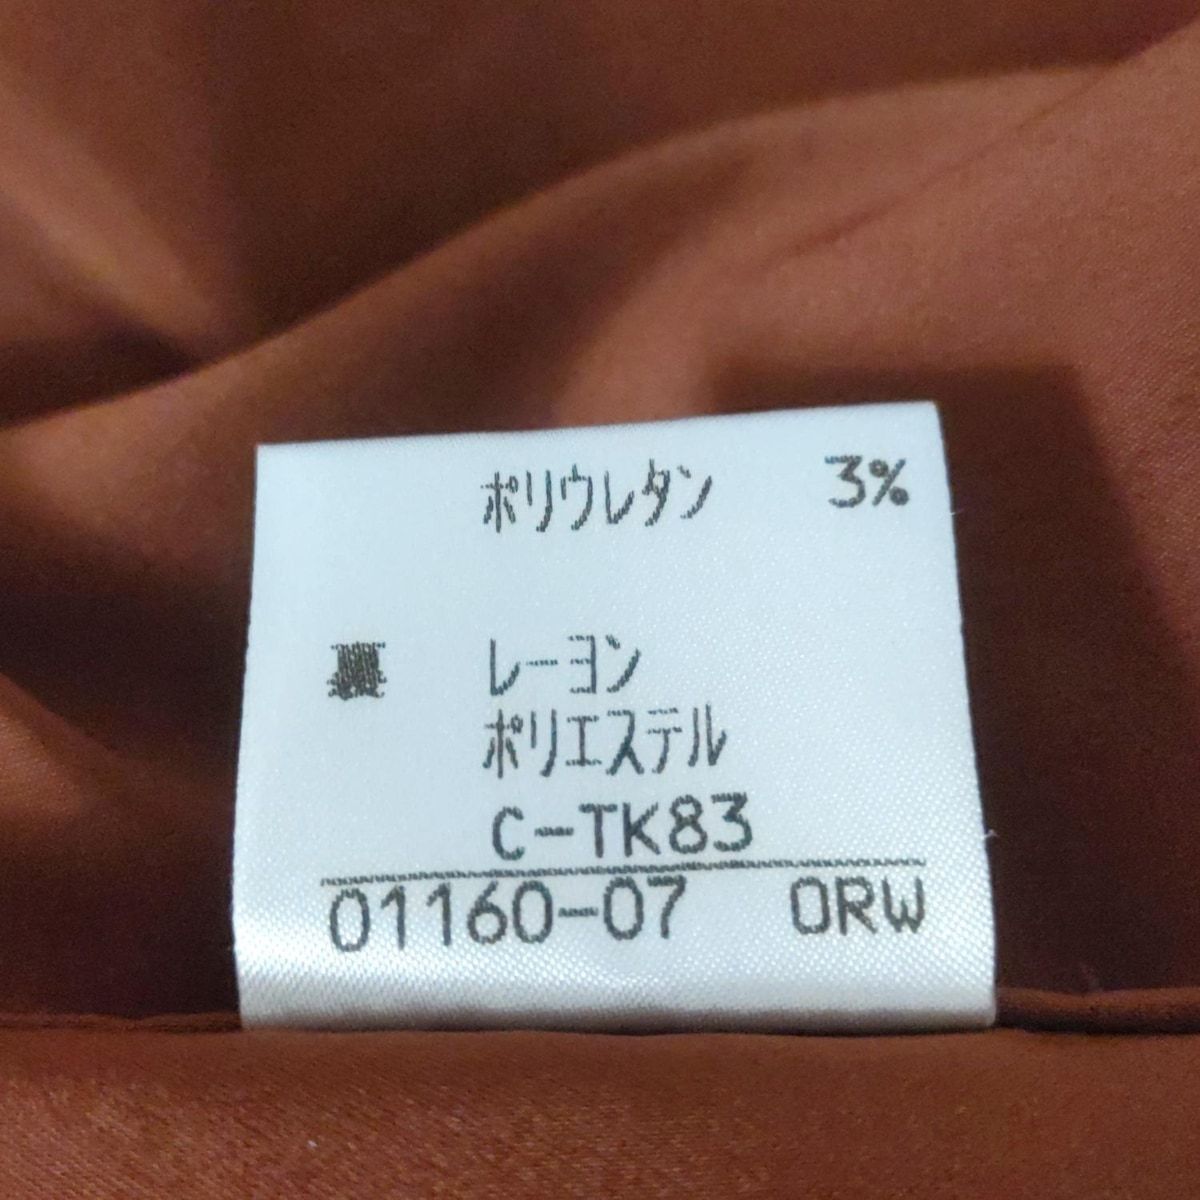 ポリウレタン 3%
裏 レーヨン
ポリエステル
C-TK83
01160-07 ORW